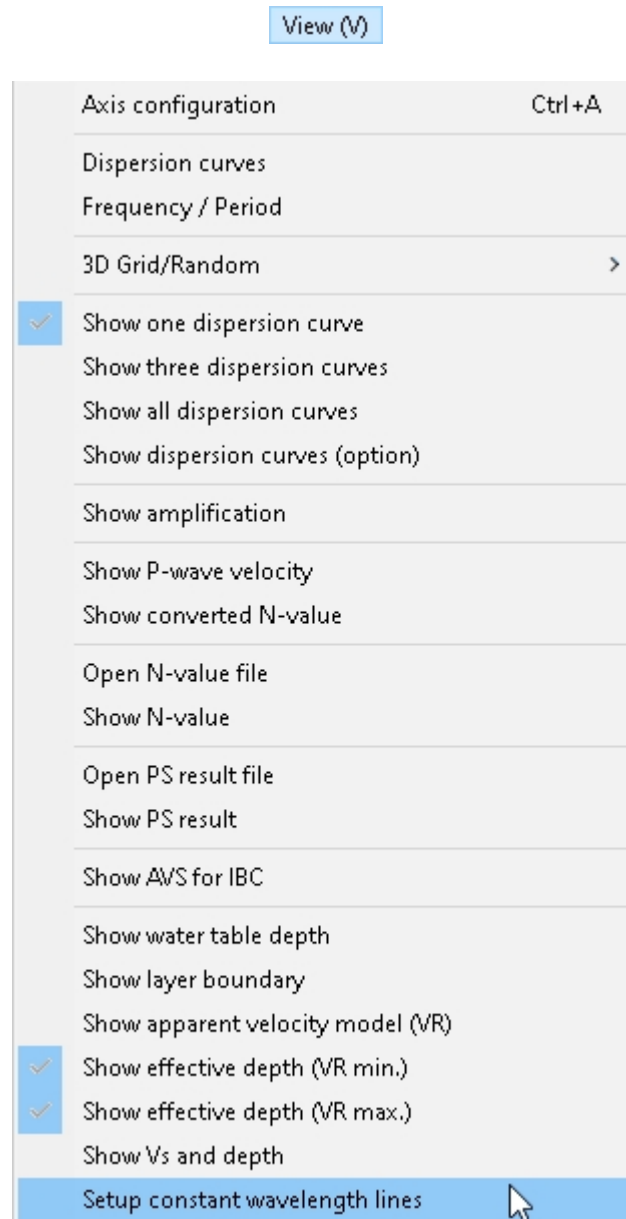 View (V)
Axis configuration Ctrl+A
Dispersion curves
Frequency / Period
3D Grid/Random
Show one dispersion curve
Show three dispersion curves
Show all dispersion curves
Show dispersion curves (option)
Show amplification
Show P-wave velocity
Show converted N-value
Open N-value file
Show N-value
Open PS result file
Show PS result
Show AVS for IBC
Show water table depth
Show layer boundary
Show apparent velocity model (VR)
Show effective depth (VR min.)
Show effective depth (VR max.)
Show Vs and depth
Setup constant wavelength lines